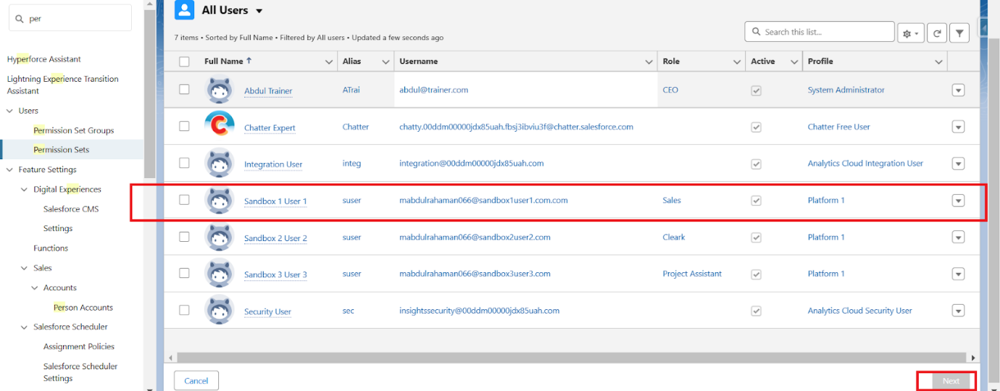 per
Hyperforce Assistant
Lightning Experience Transition
Assistant
Users
Permission Set Groups
Permission Sets
Feature Settings
Digital Experiences
Salesforce CMS
Settings
Functions
Sales
Accounts
Person Accounts
Salesforce Scheduler
Assignment Policies
Salesforce Scheduler
Settings
All Users
7 items • Sorted by Full Name • Filtered by All users • Updated a few seconds ago
Search this list...
Full Name Alias Username Role Active Profile
Abdul Trainer ATrai abdul@trainer.com CEO System Administrator
Chatter Expert Chatter chatty.00ddm00000jdx85uah.fbsj3ibviu3f@chatter.salesforce.com Chatter Free User
Integration User integ integration@00ddm00000jdx85uah.com Analytics Cloud Integration User
Sandbox 1 User 1 suser mabdulrahaman066@sandbox1user1.com.com Sales Platform 1
Sandbox 2 User 2 suser mabdulrahaman066@sandbox2user2.com Cleark Platform 1
Sandbox 3 User 3 suser mabdulrahaman066@sandbox3user3.com Project Assistant Platform 1
Security User sec insightssecurity@00ddm00000jdx85uah.com Analytics Cloud Security User
Cancel
Next